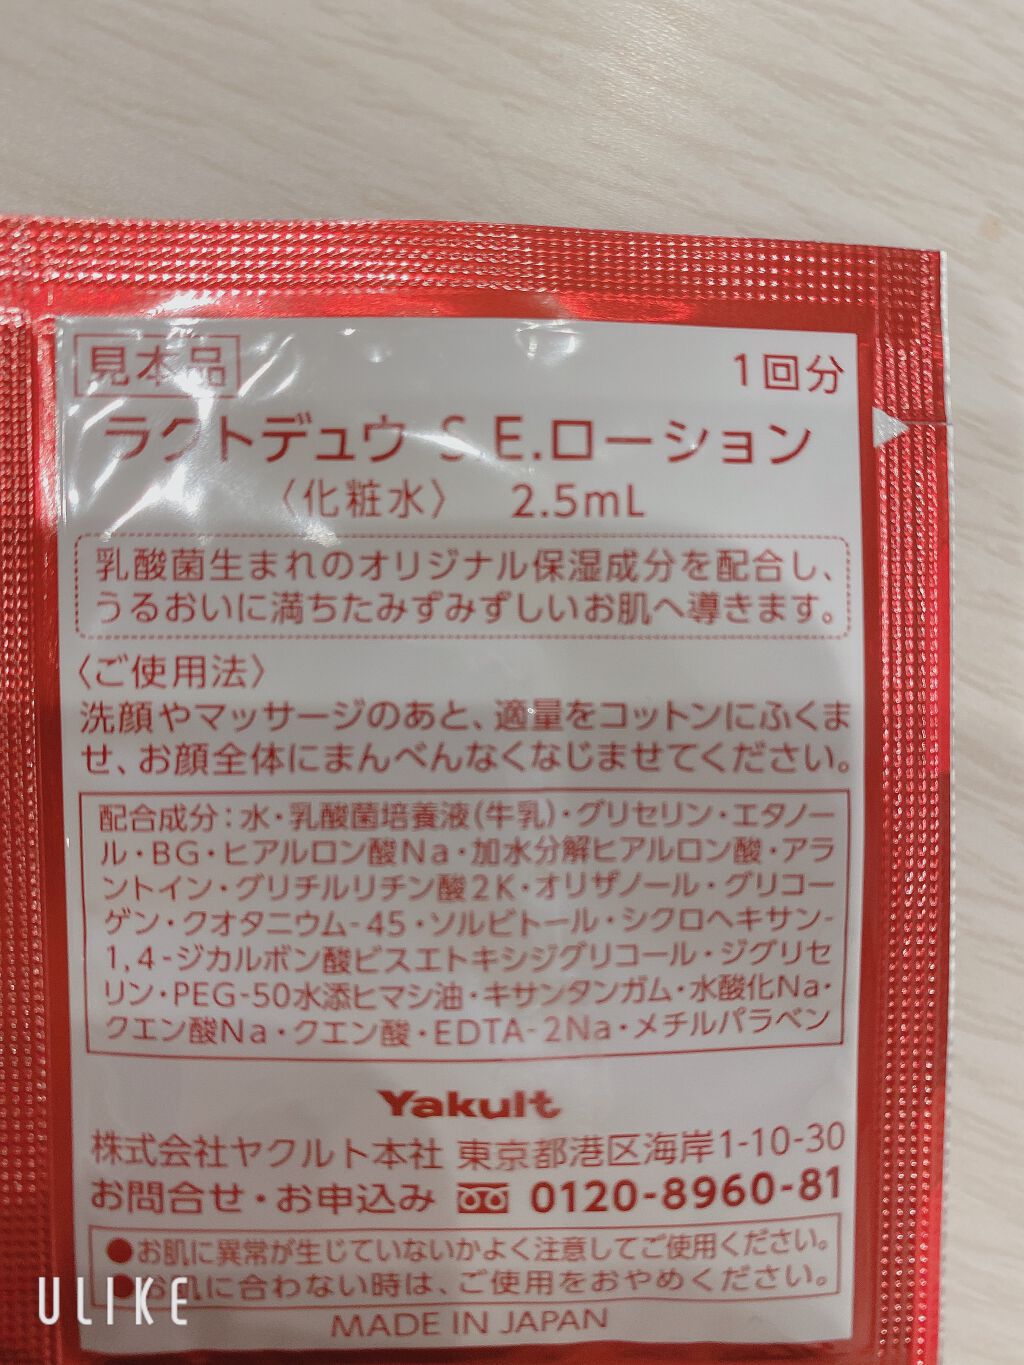 見本品
1回分
ラクトデュウ S.E.ローション
〈化粧水〉 2.5mL
乳酸菌生まれのオリジナル保湿成分を配合し、
うるおいに満ちたみずみずしいお肌へ導きます。
〈ご使用法〉
洗顔やマッサージのあと、適量をコットンにふくま
せ、お顔全体にまんべんなくなじませてください。
配合成分:水・乳酸菌培養液(牛乳)・グリセリン・エタノー
ル・BG・ヒアルロン酸Na・加水分解ヒアルロン酸・アラ
ントイン・グリチルリチン酸2K・オリザノール・グリコー
ゲン・クオタニウム-45・ソルビトール・シクロヘキサン-
1,4-ジカルボン酸ビスエトキシジグリコール・ジグリセ
リン・PEG-50水添ヒマシ油・キサンタンガム・水酸化Na・
クエン酸Na・クエン酸・EDTA-2Na・メチルパラベン
Yakult
株式会社ヤクルト本社 東京都港区海岸1-10-30
お問合せ・お申込み 0120-8960-81
●お肌に異常が生じていないかよく注意してご使用ください。
●お肌に合わない時は、ご使用をおやめください。
MADE IN JAPAN
ULIKE